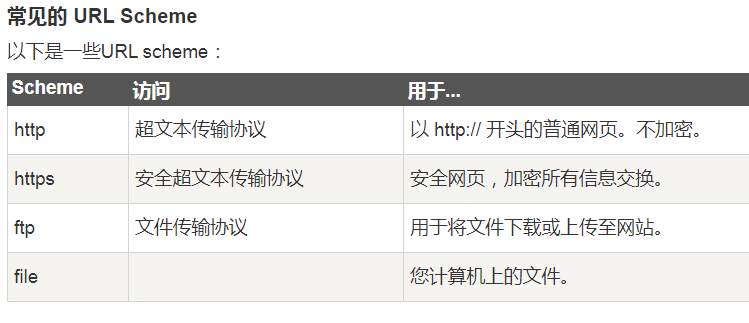 常见的 URL Scheme
以下是一些URL scheme：
Scheme 访问 用于...
http 超文本传输协议 以 http:// 开头的普通网页。不加密。
https 安全超文本传输协议 安全网页，加密所有信息交换。
ftp 文件传输协议 用于将文件下载或上传至网站。
file 您计算机上的文件。